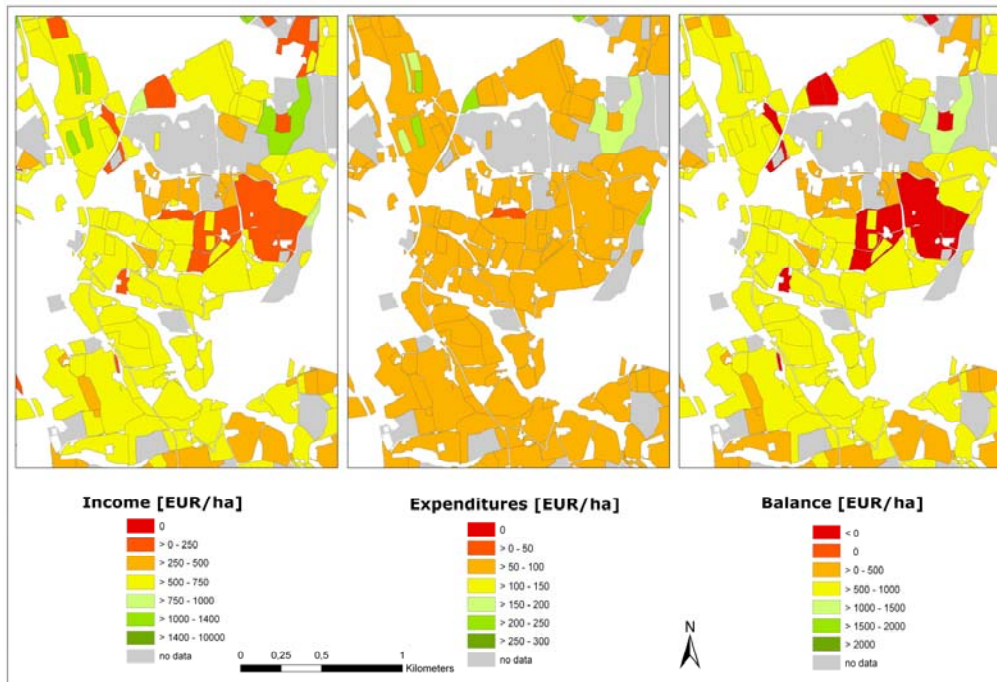 Income [EUR/ha]
0
> 0 - 250
> 250 - 500
> 500 - 750
> 750 - 1000
> 1000 - 1400
> 1400 - 10000
no data
Expenditures [EUR/ha]
0
> 0 - 50
> 50 - 100
> 100 - 150
> 150 - 200
> 200 - 250
> 250 - 300
no data
Balance [EUR/ha]
< 0
0
> 0 - 500
> 500 - 1000
> 1000 - 1500
> 1500 - 2000
> 2000
no data
0 0,25 0,5 1
Kilometers
N